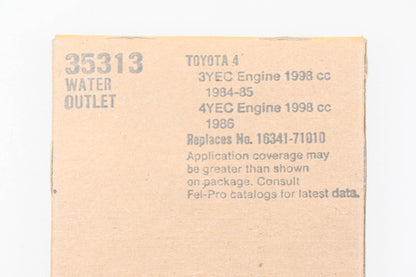 35313
WATER
OUTLET
TOYOTA 4
3YEC Engine 1998 cc
1984-85
4YEC Engine 1998 cc
1986
Replaces No. 16341-71010
Application coverage may
be greater than shown
on package. Consult
Fel-Pro catalogs for latest data.